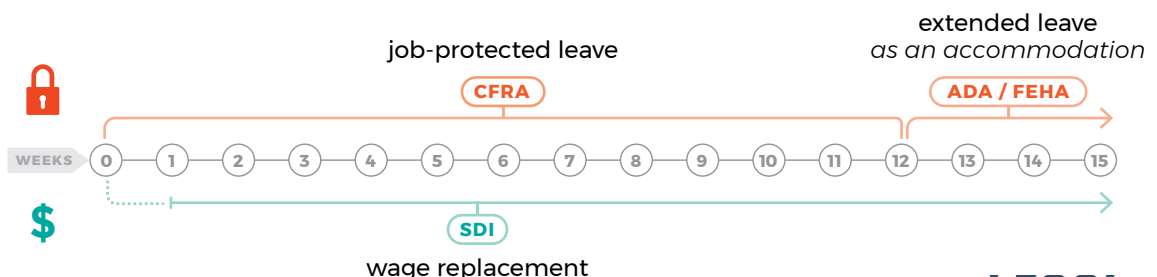 extended leave
job-protected leave
as an accommodation
CFRA
ADA / FEHA
WEEKS 0 1 2 3 4 5 6 7 8 9 10 11 12 13 14 15
$
SDI
wage replacement